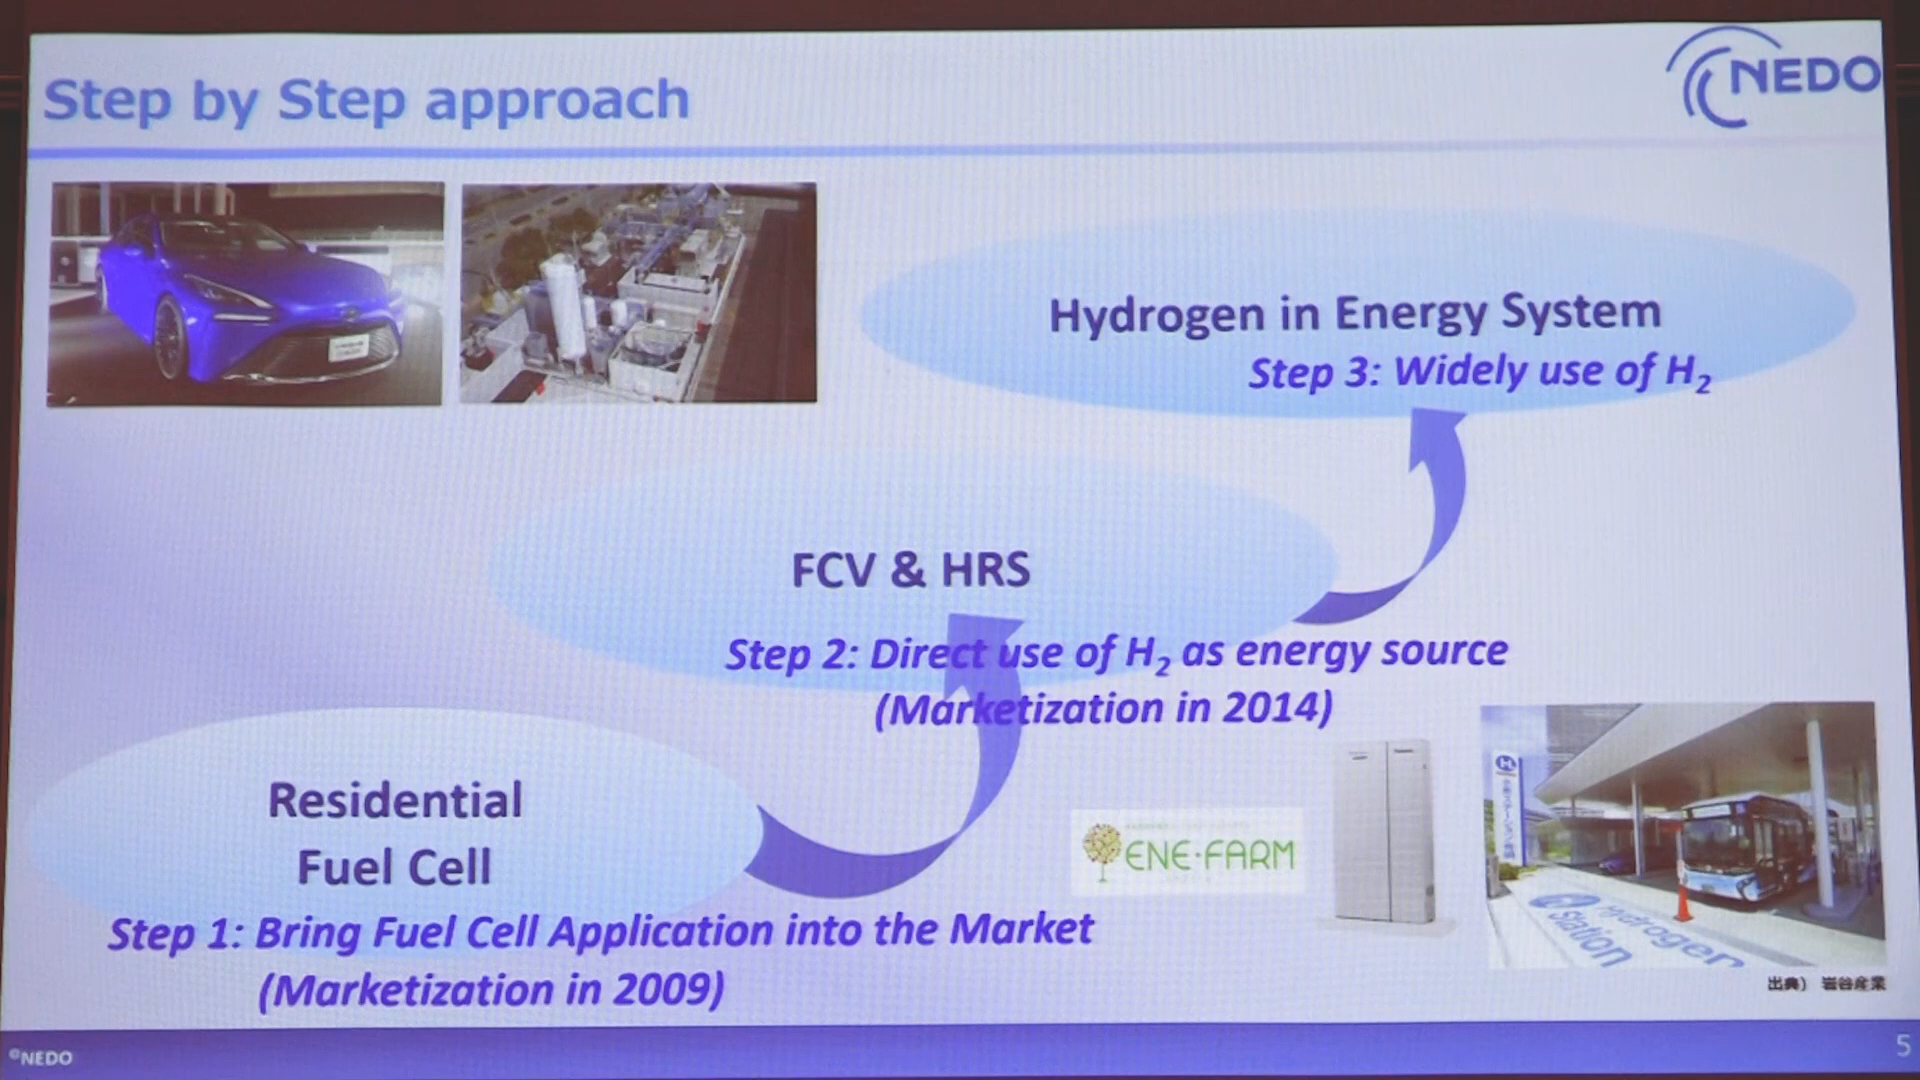 Step by Step approach
NEDO
Hydrogen in Energy System
Step 3: Widely use of H₂
FCV & HRS
Step 2: Direct use of H₂ as energy source
(Marketization in 2014)
Residential
Fuel Cell
Step 1: Bring Fuel Cell Application into the Market
(Marketization in 2009)
ENE·FARM
Hydrogen
Station
出典) 岩谷産業
©NEDO
5